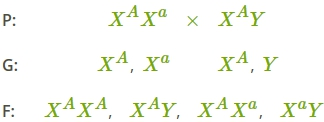 P: X^A X^a × X^A Y
G: X^A, X^a X^A, Y
F: X^A X^A, X^A Y, X^A X^a, X^a Y